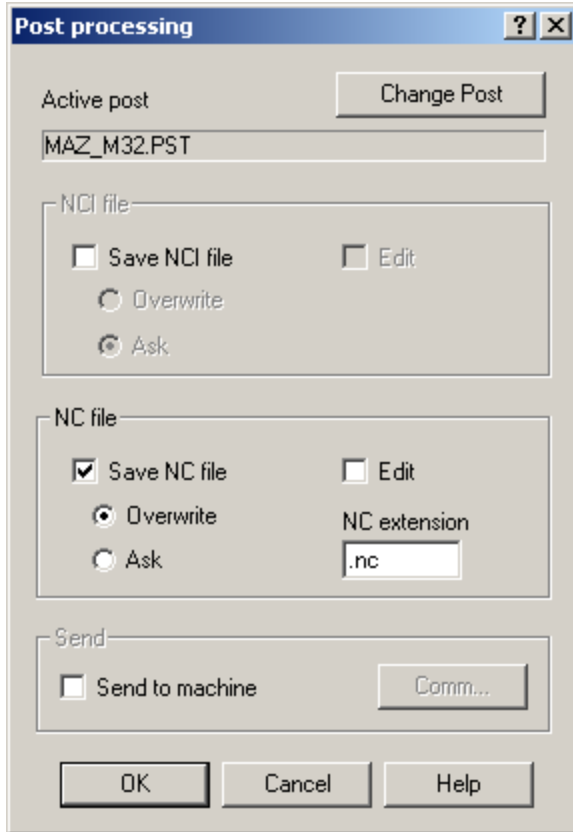 Post processing
Active post
Change Post
MAZ_M32.PST
NCI file
Save NCI file
Edit
Overwrite
Ask
NC file
Save NC file
Edit
Overwrite
NC extension
Ask
.nc
Send
Send to machine
Comm...
OK
Cancel
Help